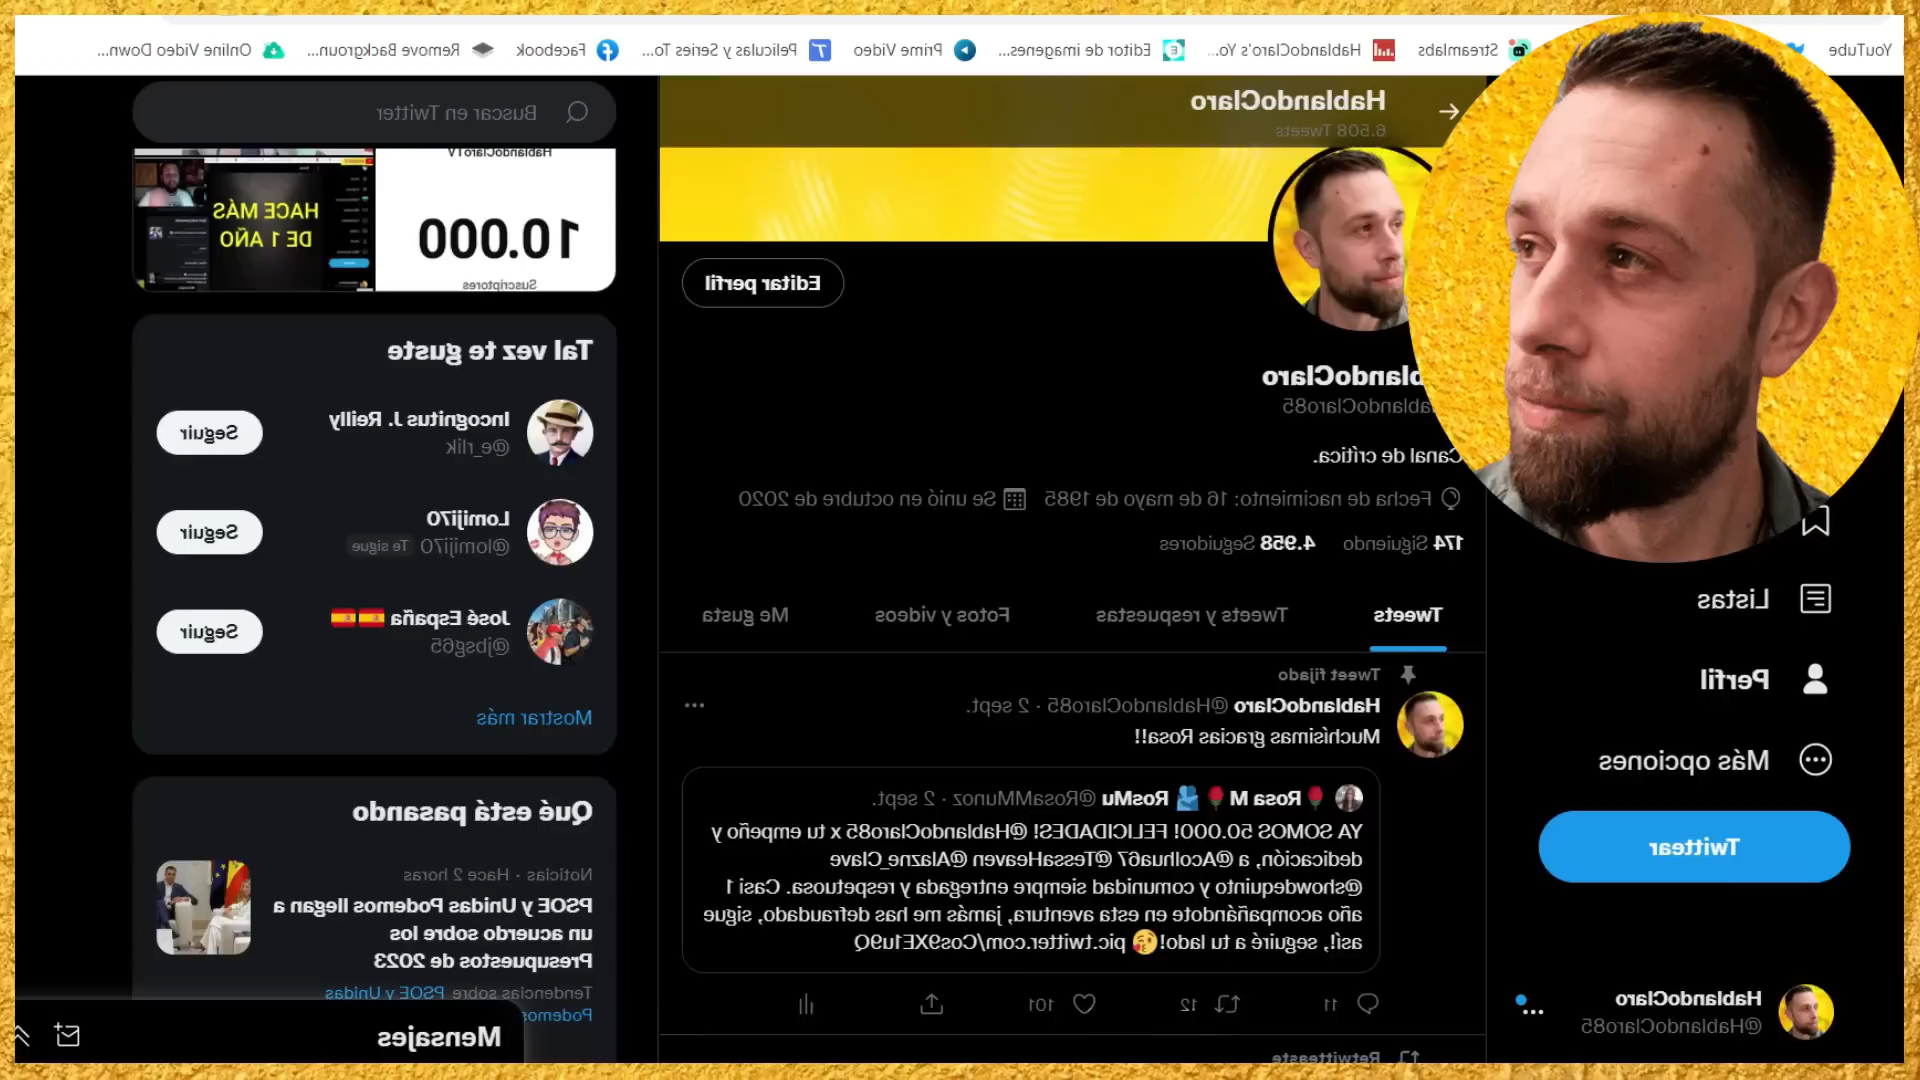 YouTube
Streamlabs
HablandoClaro's Yo...
Editor de imagenes...
Prime Video
Peliculas y Series To...
Facebook
Remove Backgroun...
Online Video Down...
HablandoClaro
6.508 Tweets
Editar perfil
blandoClaro
ablandoClaro85
Canal de crítica.
Fecha de nacimiento: 16 de mayo de 1985 Se unió en octubre de 2020
174 Siguiendo 4.958 Seguidores
Tweets
Tweets y respuestas
Fotos y videos
Me gusta
Tweet fijado
HablandoClaro @HablandoClaro85 · 2 sept.
Muchísimas gracias Rosa!!
Rosa M RosMu @RosaMMunoz · 2 sept.
YA SOMOS 50.000! FELICIDADES! @HablandoClaro85 x tu empeño y
dedicación, a @Acolhua67 @TessaHeaven @Alazne_Clave
@showdequinto y comunidad siempre entregada y respetuosa. Casi 1
año acompañándote en esta aventura, jamás me has defraudado, sigue
así!, seguiré a tu lado!😘 pic.twitter.com/Cos9XE1u9Q
11
12
101
Retwitteaste
Listas
Perfil
Más opciones
Twittear
HablandoClaro
@HablandoClaro85
Buscar en Twitter
HablandoClaroTV
10.000
Suscriptores
HACE MÁS
DE 1 AÑO
Tal vez te guste
Incognitus J. Reilly
@e_rlik
Seguir
Lomiji70
@lomiji70 Te sigue
Seguir
José España 🇪🇸🇪🇸
@jbsg65
Seguir
Mostrar más
Qué está pasando
Noticias · Hace 2 horas
PSOE y Unidas Podemos llegan a
un acuerdo sobre los
Presupuestos de 2023
Tendencias sobre PSOE y Unidas
Podemos
Mensajes